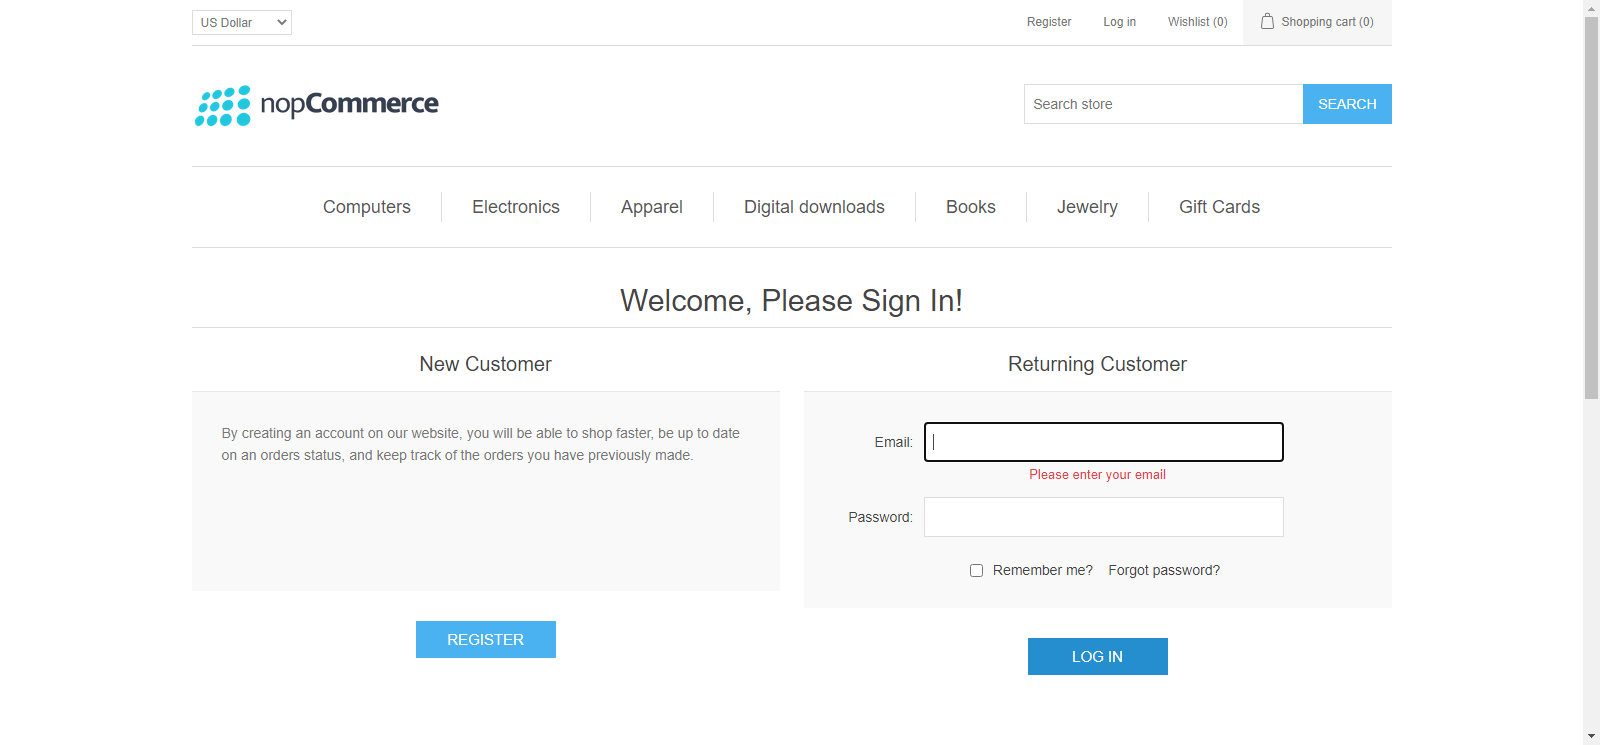 US Dollar
Register
Log in
Wishlist (0)
Shopping cart (0)
nopCommerce
Search store
SEARCH
Computers
Electronics
Apparel
Digital downloads
Books
Jewelry
Gift Cards
Welcome, Please Sign In!
New Customer
By creating an account on our website, you will be able to shop faster, be up to date
on an orders status, and keep track of the orders you have previously made.
REGISTER
Returning Customer
Email:
Please enter your email
Password:
Remember me?
Forgot password?
LOG IN